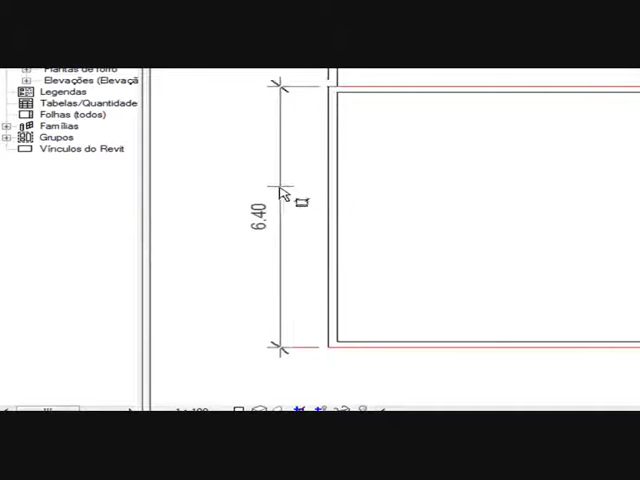 Plantas de forro
Elevações (Elevaçã
Legendas
Tabelas/Quantidade
Folhas (todos)
Famílias
Grupos
Vínculos do Revit
6.40